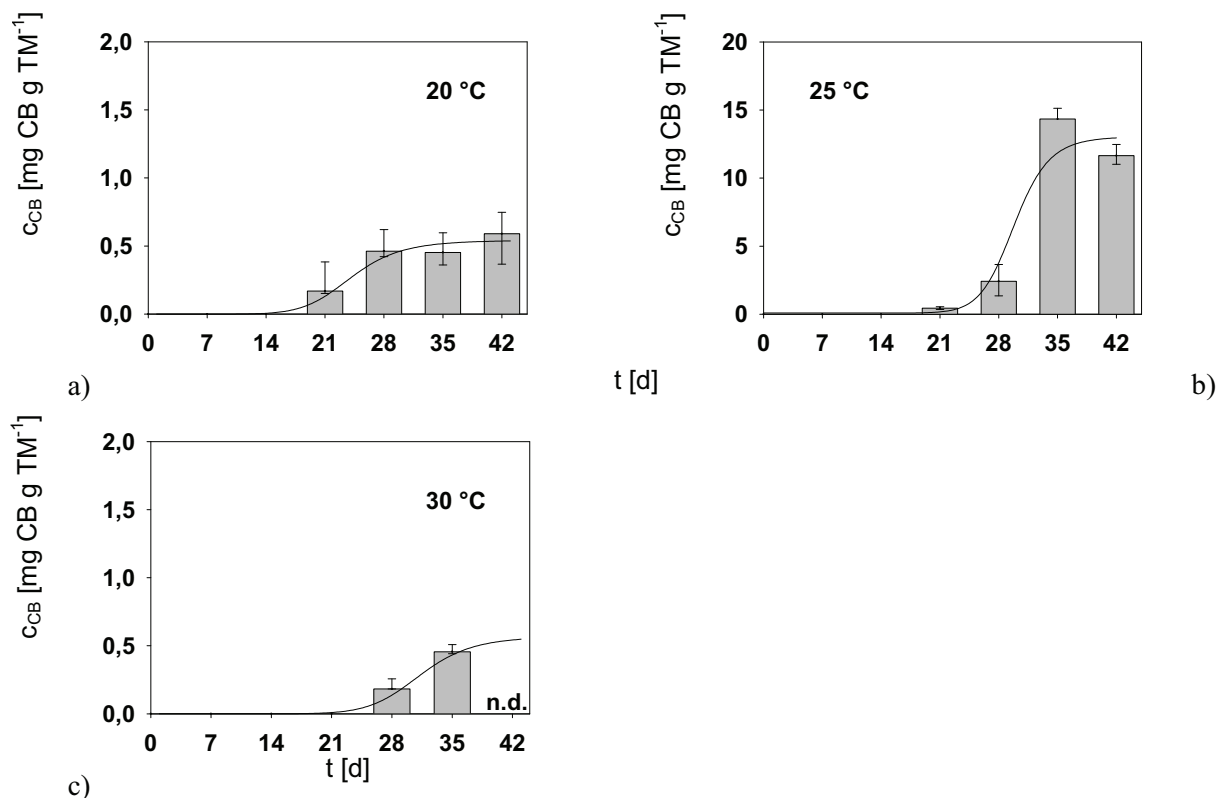 c_CB [mg CB g TM⁻¹]
2,0
1,5
1,0
0,5
0,0
20 °C
0 7 14 21 28 35 42
a)
c_CB [mg CB g TM⁻¹]
20
15
10
5
0
25 °C
0 7 14 21 28 35 42
t [d]
b)
c_CB [mg CB g TM⁻¹]
2,0
1,5
1,0
0,5
0,0
30 °C
n.d.
0 7 14 21 28 35 42
t [d]
c)